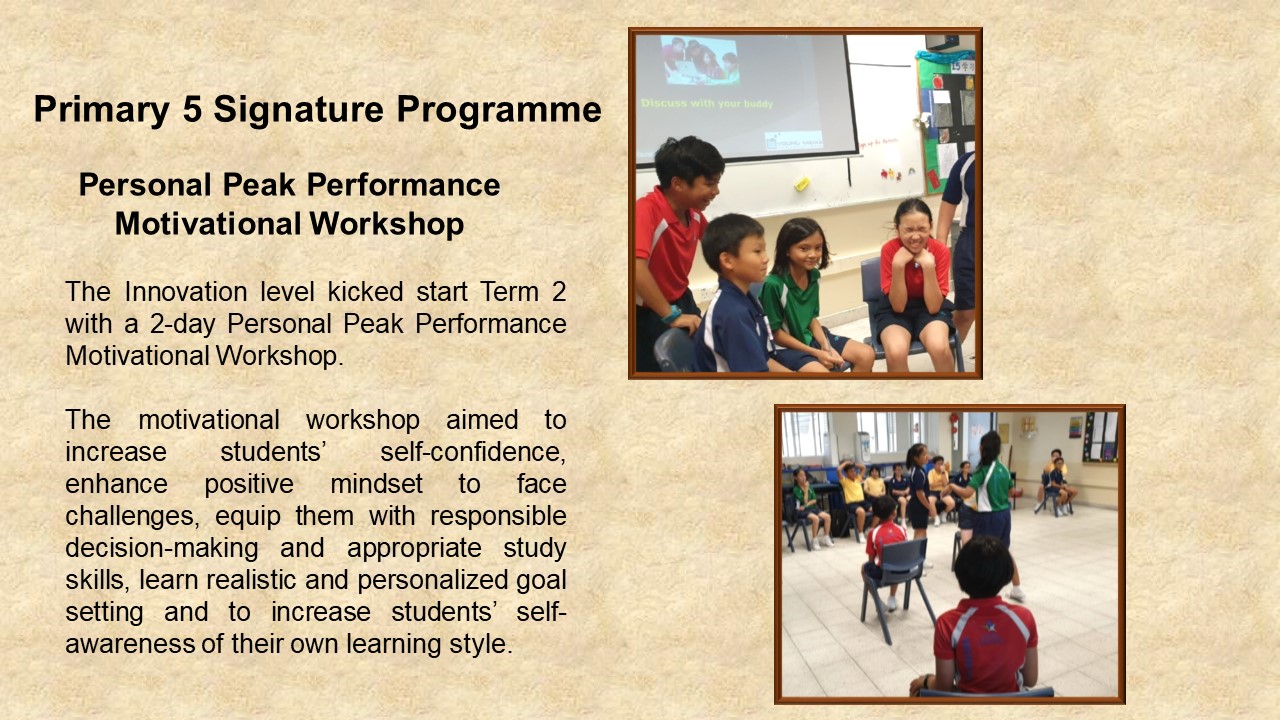 Primary 5 Signature Programme
Personal Peak Performance
Motivational Workshop
The Innovation level kicked start Term 2
with a 2-day Personal Peak Performance
Motivational Workshop.
The motivational workshop aimed to
increase students’ self-confidence,
enhance positive mindset to face
challenges, equip them with responsible
decision-making and appropriate study
skills, learn realistic and personalized goal
setting and to increase students’ self-
awareness of their own learning style.
Discuss with your buddy